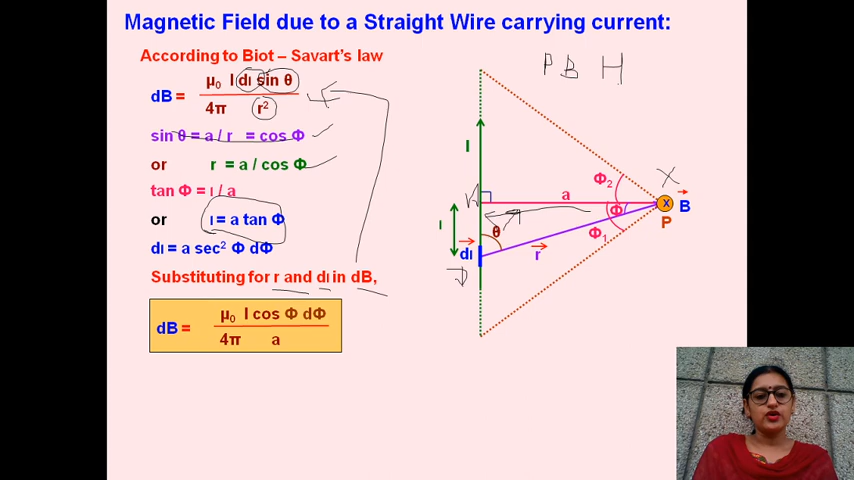 Magnetic Field due to a Straight Wire carrying current:
According to Biot – Savart's law
dB = μ₀ I dl sin θ / 4π r²
sin θ = a / r = cos Φ
or r = a / cos Φ
tan Φ = l / a
or l = a tan Φ
dl = a sec² Φ dΦ
Substituting for r and dl in dB,
dB = μ₀ I cos Φ dΦ / 4π a
P B H
I
Φ₂
X
a
Φ
x
B
P
l
θ
Φ₁
dl
r